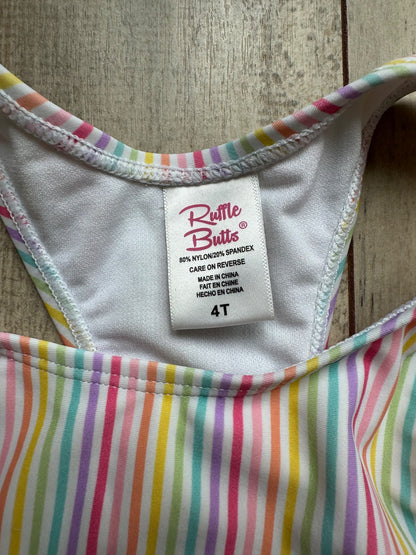 Ruffle
Butts®
80% NYLON/20% SPANDEX
CARE ON REVERSE
MADE IN CHINA
FAIT EN CHINE
HECHO EN CHINA
4T